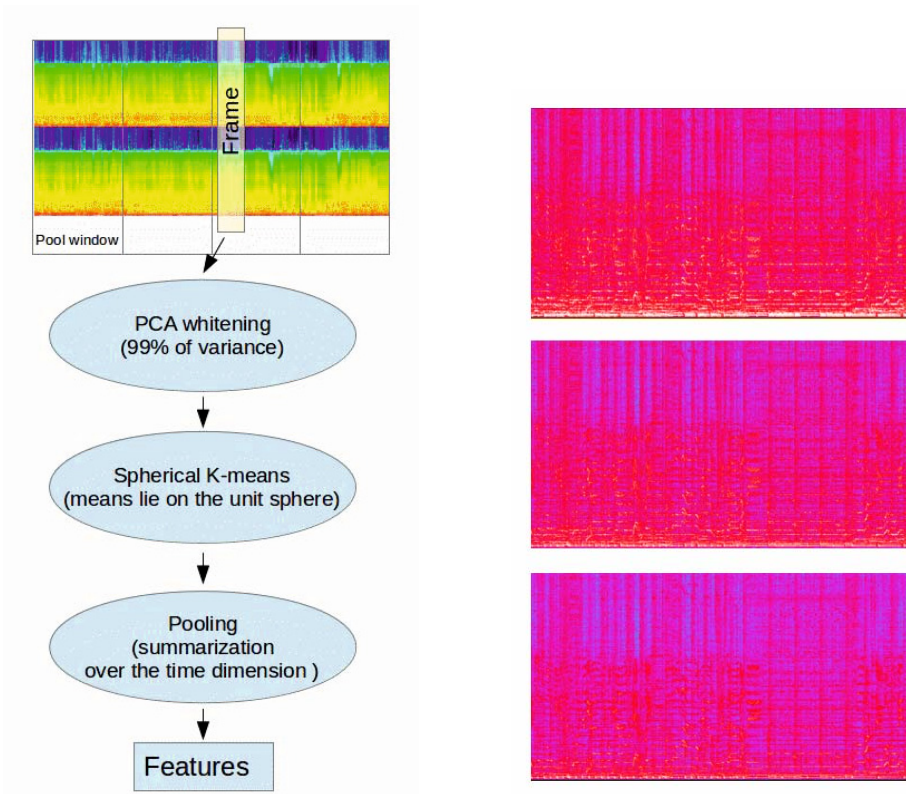 Frame
Pool window
PCA whitening
(99% of variance)
Spherical K-means
(means lie on the unit sphere)
Pooling
(summarization
over the time dimension )
Features